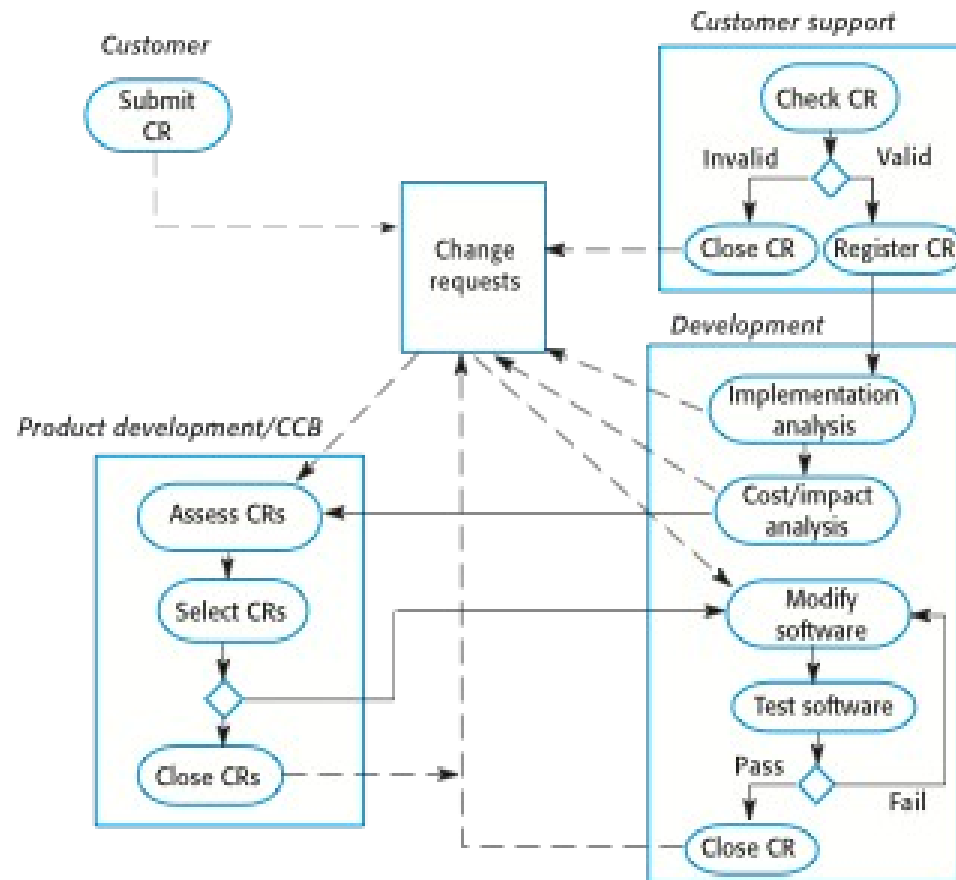 Customer
Submit
CR
Customer support
Check CR
Invalid
Valid
Close CR
Register CR
Change
requests
Development
Implementation
analysis
Cost/impact
analysis
Modify
software
Test software
Pass
Fail
Close CR
Product development/CCB
Assess CRs
Select CRs
Close CRs